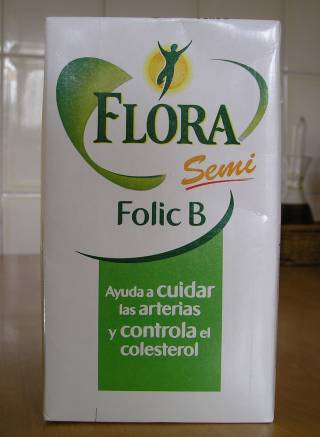 FLORA
Semi
Folic B
Ayuda a cuidar
las arterias
y controla el
colesterol